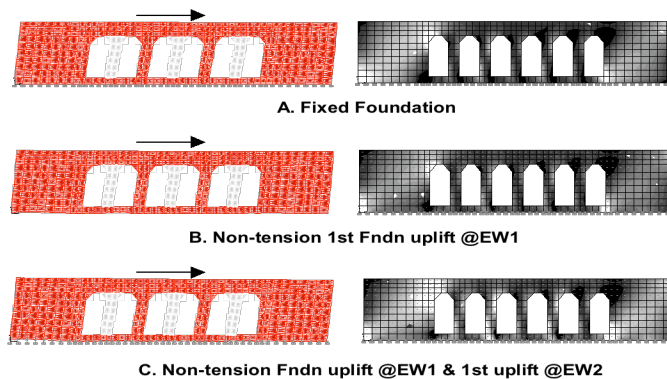 A. Fixed Foundation
B. Non-tension 1st Fndn uplift @EW1
C. Non-tension Fndn uplift @EW1 & 1st uplift @EW2